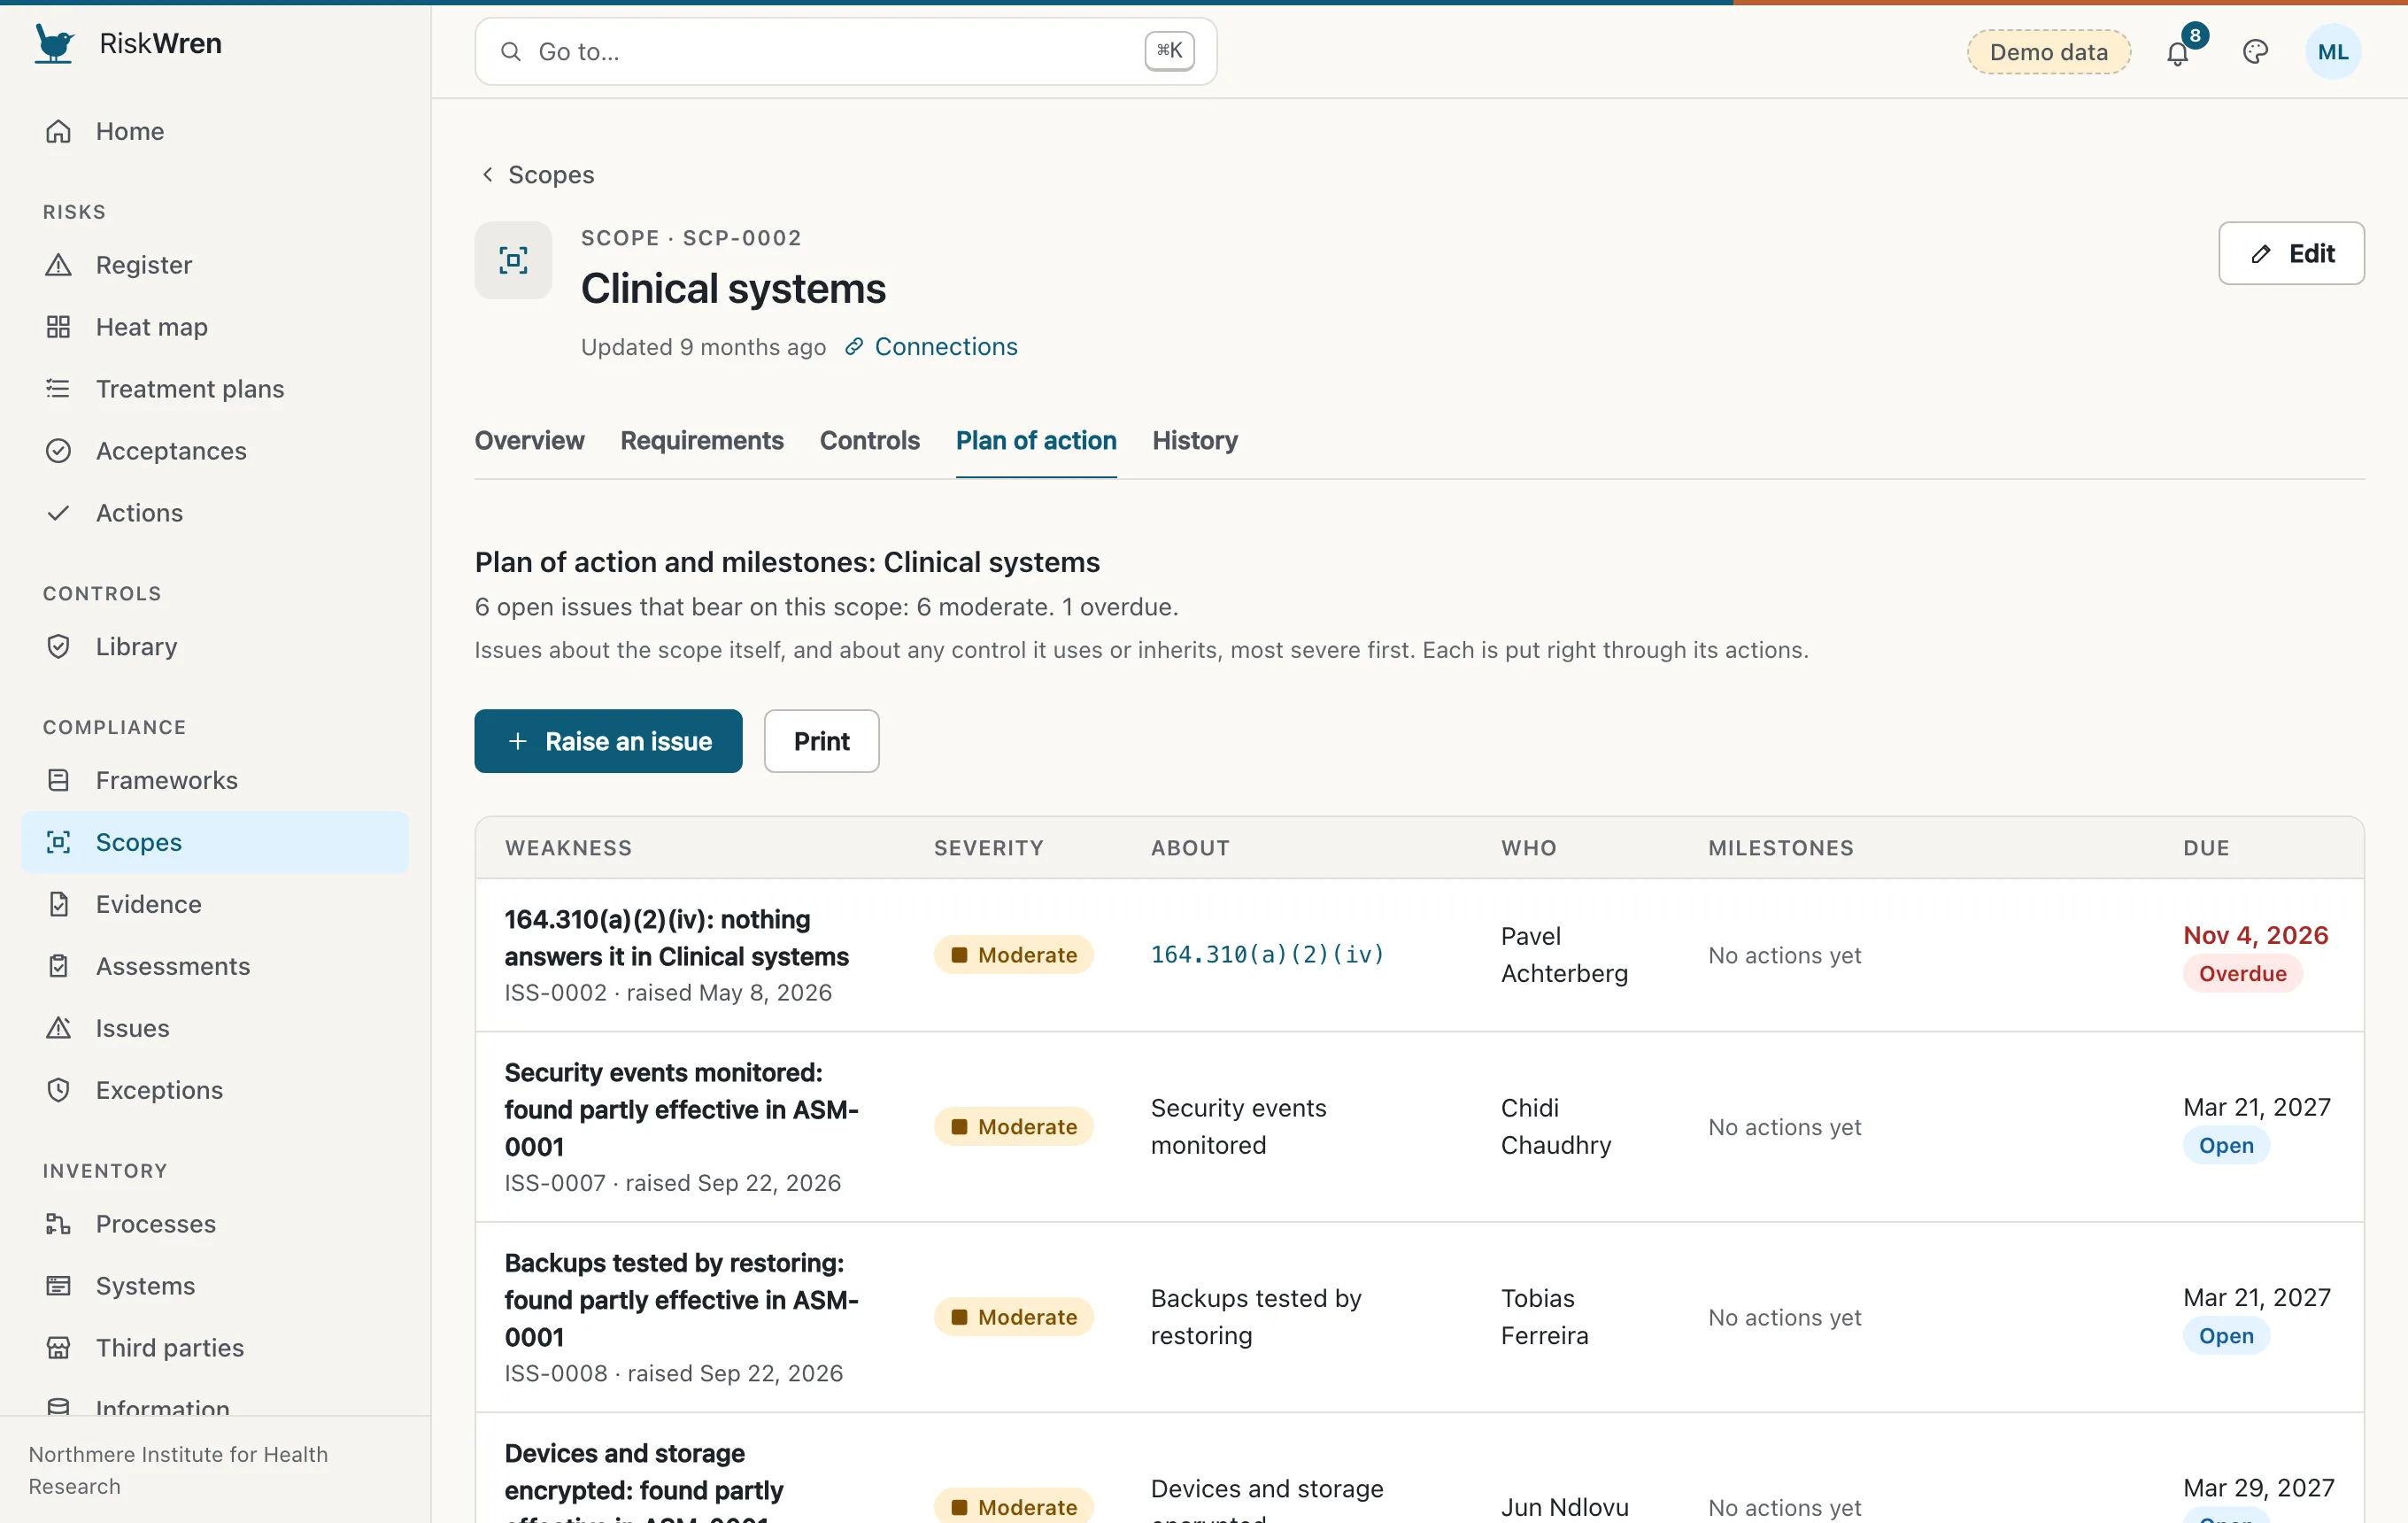 RiskWren
Go to...
⌘K
Demo data
8
ML
Home
RISKS
Register
Heat map
Treatment plans
Acceptances
Actions
CONTROLS
Library
COMPLIANCE
Frameworks
Scopes
Evidence
Assessments
Issues
Exceptions
INVENTORY
Processes
Systems
Third parties
Information
Northmere Institute for Health
Research
Scopes
SCOPE · SCP-0002
Clinical systems
Updated 9 months ago Connections
Edit
Overview Requirements Controls Plan of action History
Plan of action and milestones: Clinical systems
6 open issues that bear on this scope: 6 moderate. 1 overdue.
Issues about the scope itself, and about any control it uses or inherits, most severe first. Each is put right through its actions.
Raise an issue
Print
WEAKNESS SEVERITY ABOUT WHO MILESTONES DUE
164.310(a)(2)(iv): nothing
answers it in Clinical systems
ISS-0002 · raised May 8, 2026
Moderate
164.310(a)(2)(iv)
Pavel
Achterberg
No actions yet
Nov 4, 2026
Overdue
Security events monitored:
found partly effective in ASM-
0001
ISS-0007 · raised Sep 22, 2026
Moderate
Security events
monitored
Chidi
Chaudhry
No actions yet
Mar 21, 2027
Open
Backups tested by restoring:
found partly effective in ASM-
0001
ISS-0008 · raised Sep 22, 2026
Moderate
Backups tested by
restoring
Tobias
Ferreira
No actions yet
Mar 21, 2027
Open
Devices and storage
encrypted: found partly
effective in ASM-0001
Moderate
Devices and storage
encrypted
Jun Ndlovu
No actions yet
Mar 29, 2027
Open